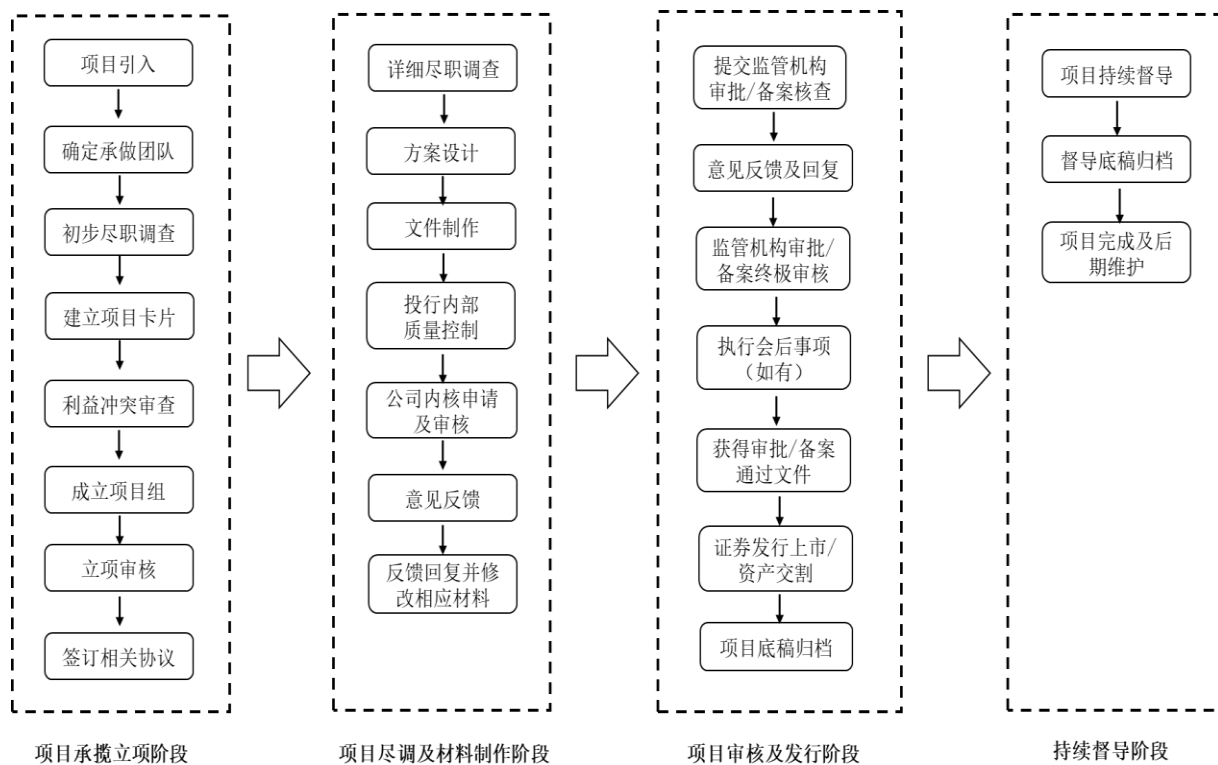 项目引入
确定承做团队
初步尽职调查
建立项目卡片
利益冲突审查
成立项目组
立项审核
签订相关协议
项目承揽立项阶段
详细尽职调查
方案设计
文件制作
投行内部
质量控制
公司内核申请
及审核
意见反馈
反馈回复并修
改相应材料
项目尽调及材料制作阶段
提交监管机构
审批/备案核查
意见反馈及回复
监管机构审批/
备案终极审核
执行会后事项
（如有）
获得审批/备案
通过文件
证券发行上市/
资产交割
项目底稿归档
项目审核及发行阶段
项目持续督导
督导底稿归档
项目完成及后
期维护
持续督导阶段